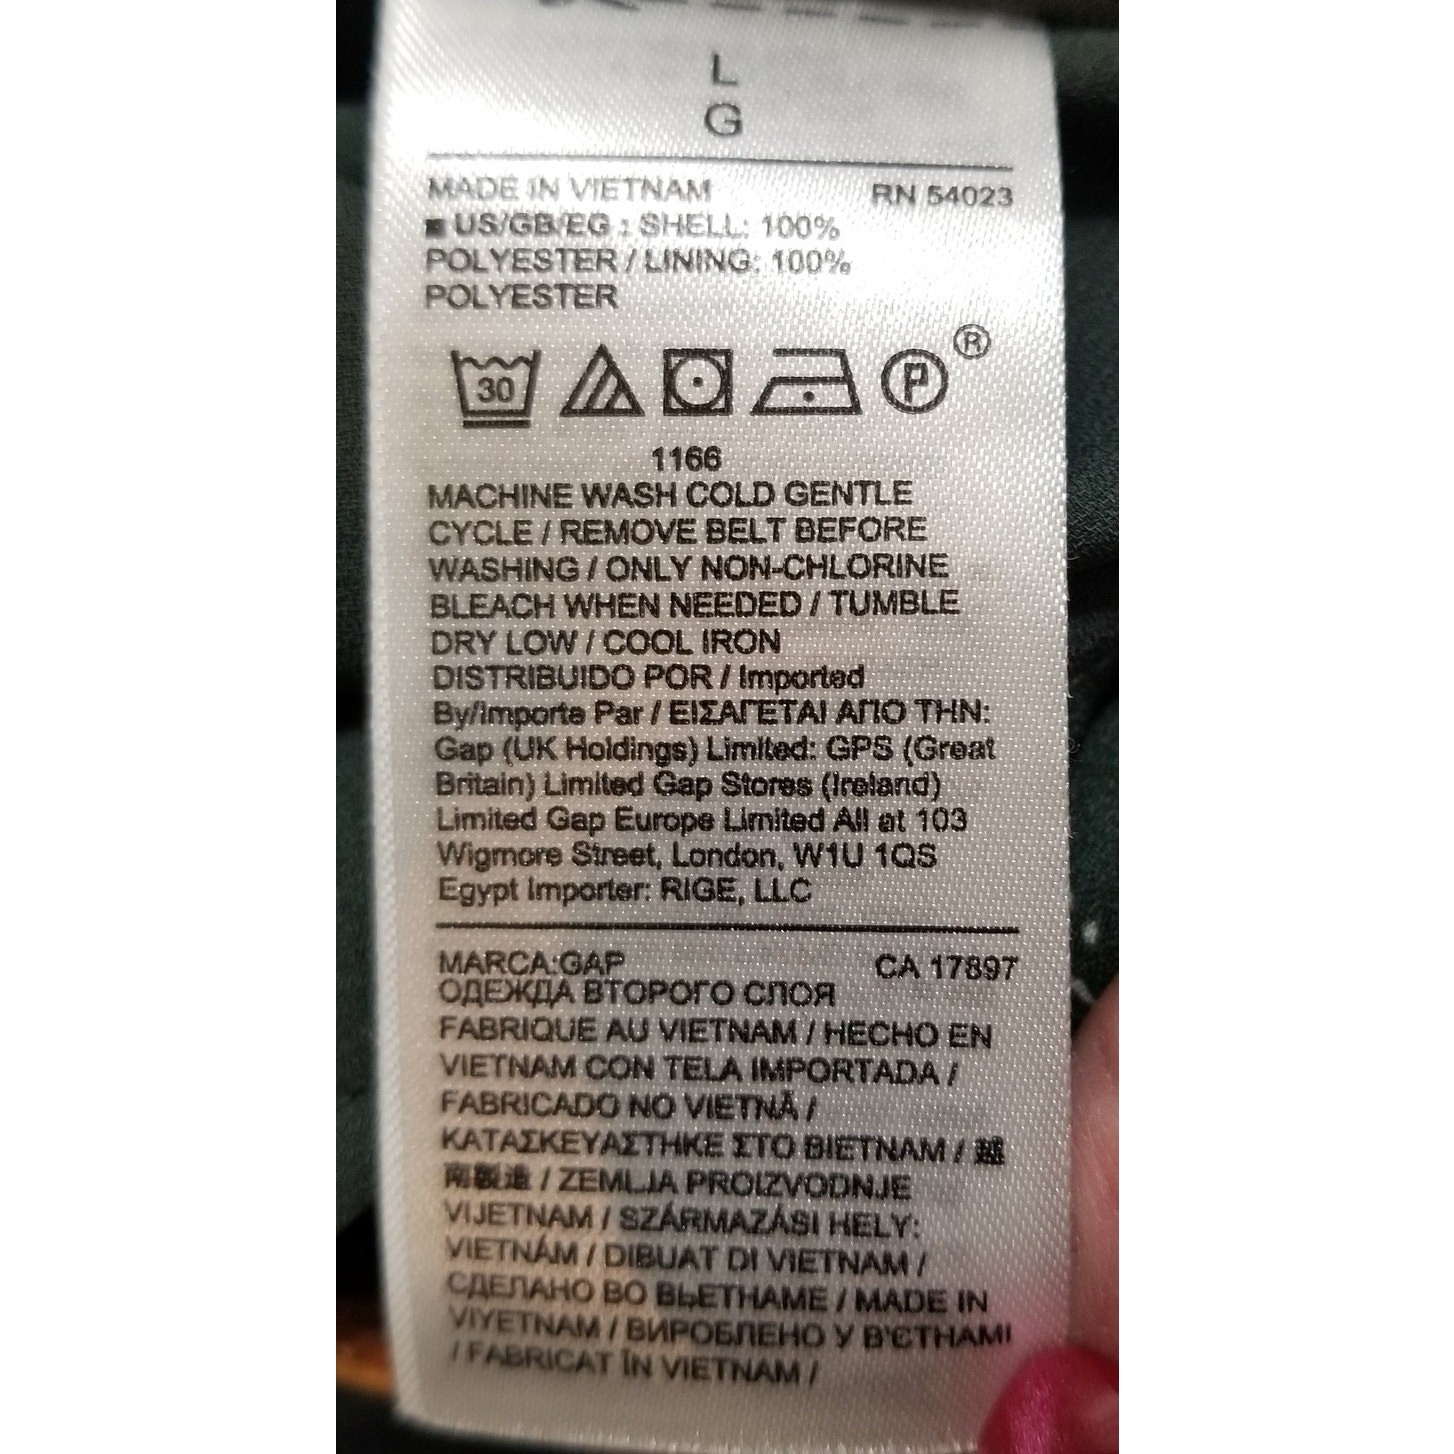 L
G
MADE IN VIETNAM RN 54023
US/GB/EG : SHELL: 100%
POLYESTER / LINING: 100%
POLYESTER
®
30 P
1166
MACHINE WASH COLD GENTLE
CYCLE / REMOVE BELT BEFORE
WASHING / ONLY NON-CHLORINE
BLEACH WHEN NEEDED / TUMBLE
DRY LOW / COOL IRON
DISTRIBUIDO POR / Imported
By/Importe Par / ΕΙΣΑΓΕΤΑΙ ΑΠΟ ΤΗΝ:
Gap (UK Holdings) Limited: GPS (Great
Britain) Limited Gap Stores (Ireland)
Limited Gap Europe Limited All at 103
Wigmore Street, London, W1U 1QS
Egypt Importer: RIGE, LLC
MARCA:GAP CA 17897
ОДЕЖДА ВТОРОГО СЛОЯ
FABRIQUE AU VIETNAM / HECHO EN
VIETNAM CON TELA IMPORTADA /
FABRICADO NO VIETNÃ /
ΚΑΤΑΣΚΕΥΑΣΤΗΚΕ ΣΤΟ ΒΙΕΤΝΑΜ / 越
南製造 / ZEMLJA PROIZVODNJE
VIJETNAM / SZÁRMAZÁSI HELY:
VIETNÁM / DIBUAT DI VIETNAM /
СДЕЛАНО ВО ВЬЕТНАМЕ / MADE IN
VIYETNAM / ВИРОБЛЕНО У В'ЄТНАМІ
/ FABRICAT ÎN VIETNAM /